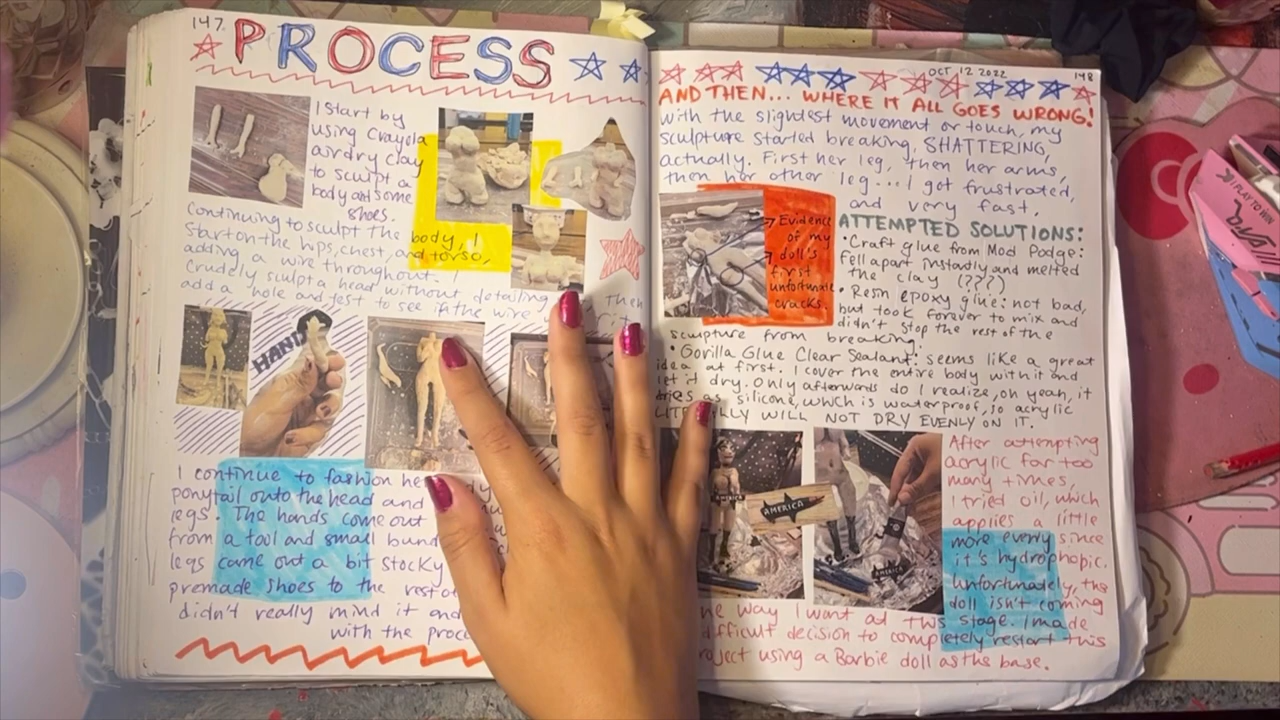 147.
PROCESS
I start by
using Crayola
airdry clay
to sculpt a
body and some
shoes.
Continuing to sculpt the body, I
start on the hips, chest, and torso,
adding a wire throughout. I
crudely sculpt a head without detailing
add a hole and test to see if the wire
Then
HAND
I continue to fashion her
ponytail onto the head and
legs. The hands come out
from a tool and small
legs came out a bit stocky
premade shoes to the rest of
didn't really mind it and
with the
OCT 12 2022
148
AND THEN... WHERE IT ALL GOES WRONG!
with the slightest movement or touch, my
sculpture started breaking, SHATTERING,
actually. First her leg, then her arms,
then her other leg... I got frustrated,
and very fast.
Evidence
of my
doll's
first
unfortunate
cracks.
ATTEMPTED SOLUTIONS:
• Craft glue from Mod Podge:
fell apart instantly and melted
the clay (???)
• Resin epoxy glue: not bad,
but took forever to mix and
didn't stop the rest of the
sculpture from breaking!
• Gorilla Glue Clear Sealant: seems like a great
idea at first. I cover the entire body with it and
let it dry. Only afterwards do I realize, oh yeah, it
dries as silicone, which is waterproof, so acrylic
WILL NOT DRY EVENLY ON IT.
AMERICA
AMERICA
AMERICA
After attempting
acrylic far too
many times,
I tried oil, which
applies a little
more evenly since
it's hydrophobic.
Unfortunately, the
doll isn't coming
way I want at this stage. I made
difficult decision to completely restart this
project using a Barbie doll as the base.